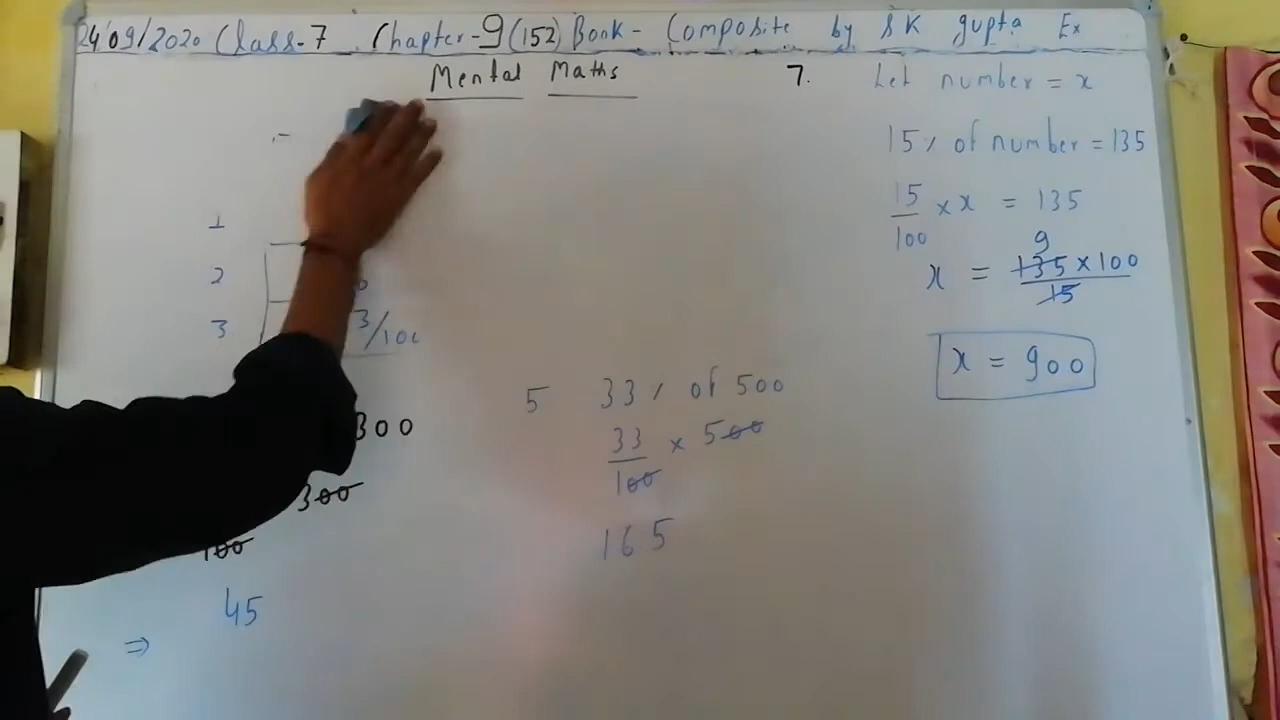 24/09/2020 Class-7 Chapter-9(152) Book- Composite by SK gupta Ex
Mental Maths
1
2
3
3/100
300
300
100
⇒ 45
5 33% of 500
33/100 × 500
165
7. Let number = x
15% of number = 135
15/100 × x = 135
9
x = 135 × 100 / 15
x = 900